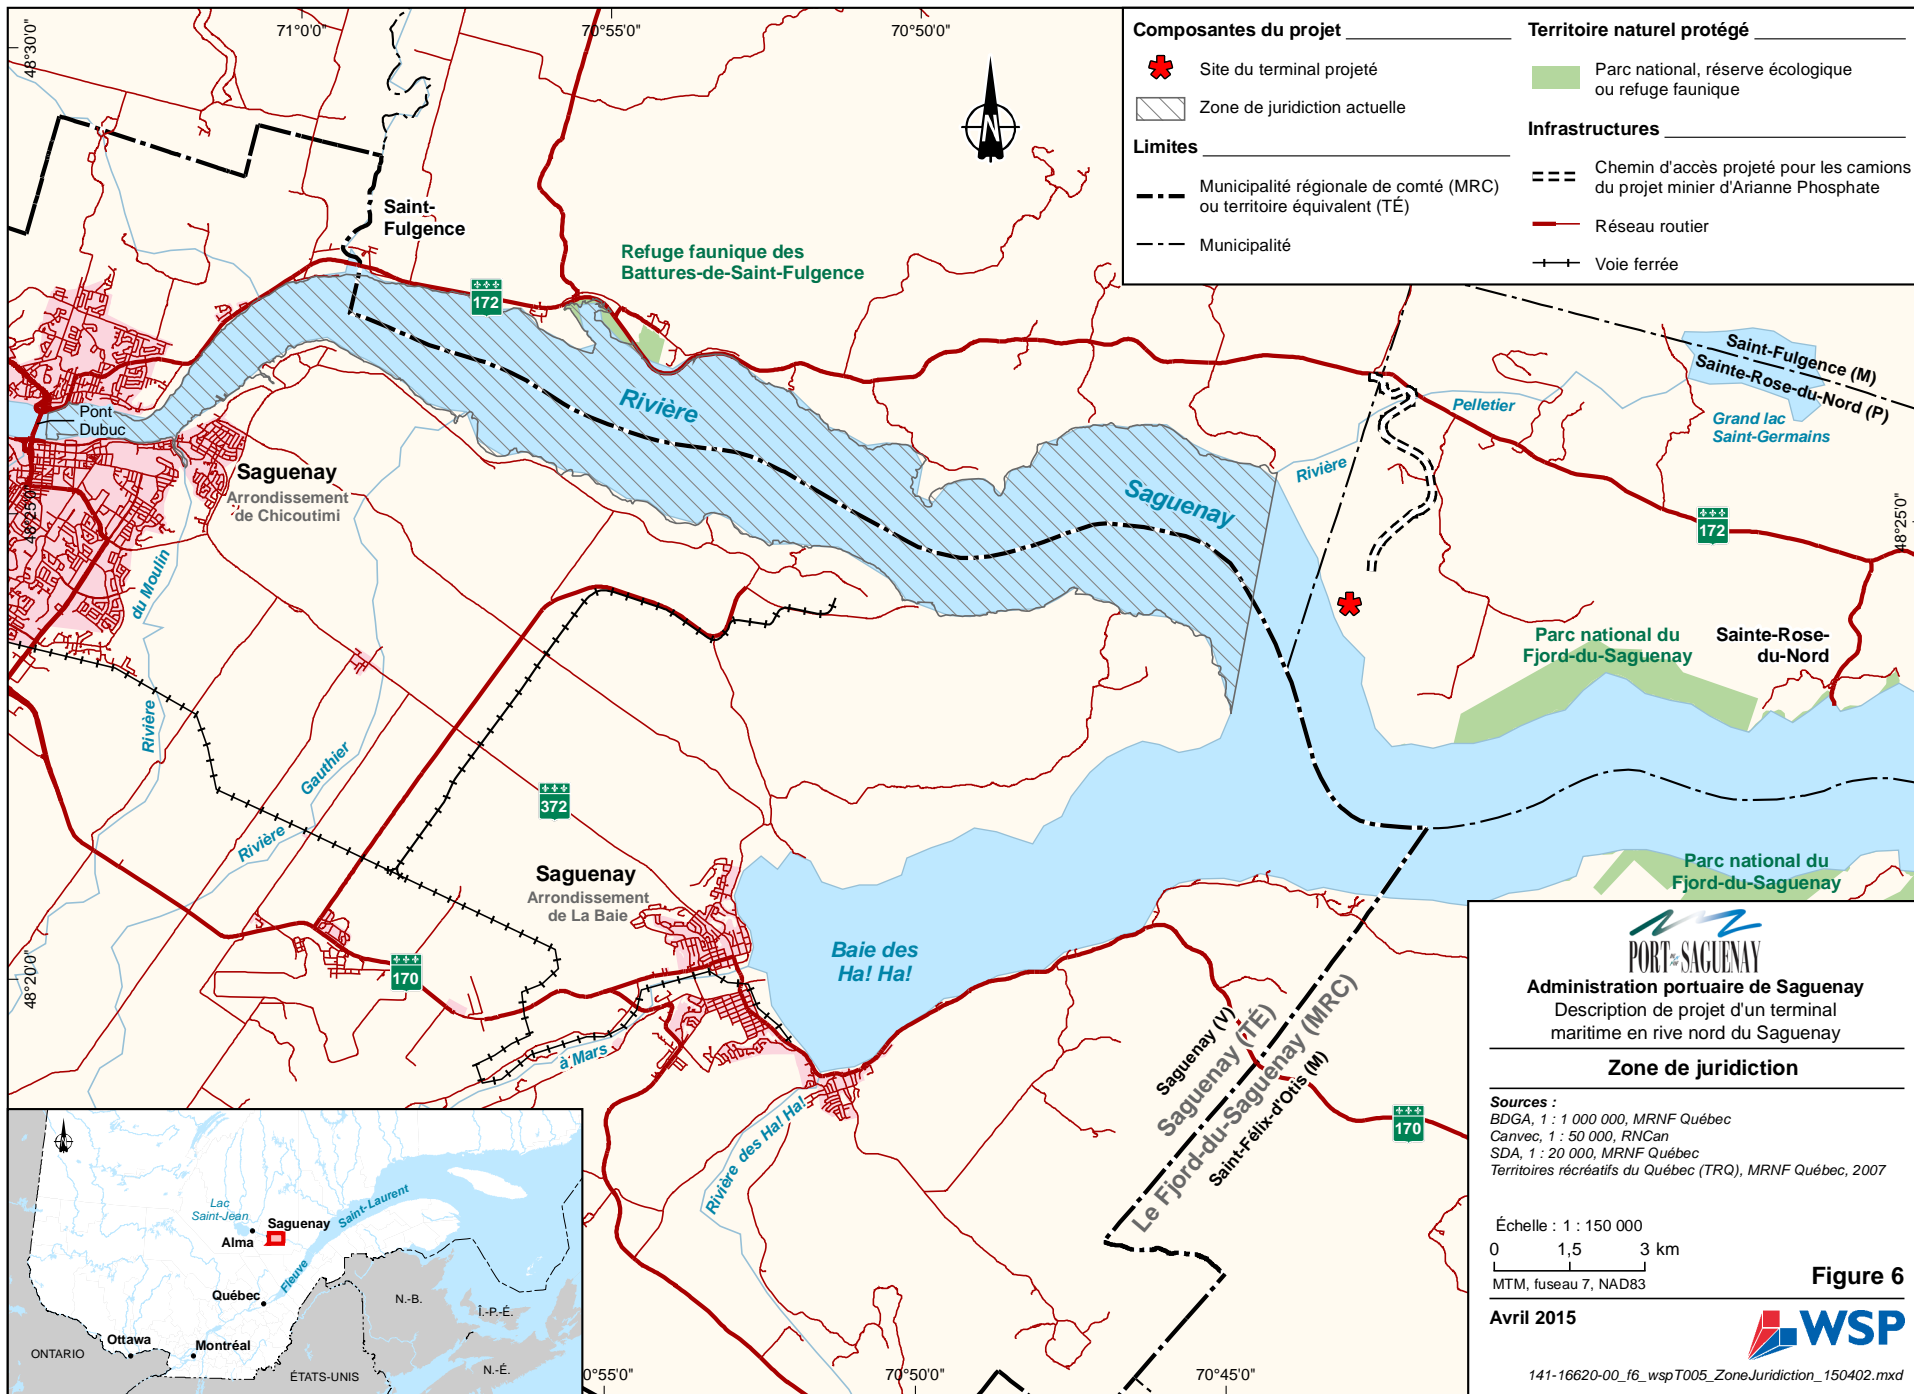 71°0'0"
70°55'0"
70°50'0"
48°30'0"
48°25'0"
48°20'0"
48°25'0"
70°55'0"
70°50'0"
70°45'0"
Composantes du projet
Site du terminal projeté
Zone de juridiction actuelle
Limites
Municipalité régionale de comté (MRC)
ou territoire équivalent (TÉ)
Municipalité
Territoire naturel protégé
Parc national, réserve écologique
ou refuge faunique
Infrastructures
Chemin d'accès projeté pour les camions
du projet minier d'Arianne Phosphate
Réseau routier
Voie ferrée
N
Saint-
Fulgence
Refuge faunique des
Battures-de-Saint-Fulgence
172
Rivière
Saguenay
Pont
Dubuc
Saguenay
Arrondissement
de Chicoutimi
Saint-Fulgence (M)
Sainte-Rose-du-Nord (P)
Grand lac
Saint-Germains
Rivière
Pelletier
172
Rivière
du Moulin
Rivière
Gauthier
372
Parc national du
Fjord-du-Saguenay
Sainte-Rose-
du-Nord
Saguenay
Arrondissement
de La Baie
170
Baie des
Ha! Ha!
à Mars
Rivière des Ha! Ha!
Parc national du
Fjord-du-Saguenay
Saguenay (V)
Saguenay (TÉ)
Le Fjord-du-Saguenay (MRC)
Saint-Félix-d'Otis (M)
170
Lac
Saint-Jean
Saguenay
Alma
Fleuve
Saint-Laurent
Québec
Ottawa
Montréal
ONTARIO
ÉTATS-UNIS
N.-B.
Î.-P.-É.
N.-É.
PORT DU SAGUENAY
Administration portuaire de Saguenay
Description de projet d'un terminal
maritime en rive nord du Saguenay
Zone de juridiction
Sources :
BDGA, 1 : 1 000 000, MRNF Québec
Canvec, 1 : 50 000, RNCan
SDA, 1 : 20 000, MRNF Québec
Territoires récréatifs du Québec (TRQ), MRNF Québec, 2007
Échelle : 1 : 150 000
0 1,5 3 km
MTM, fuseau 7, NAD83
Figure 6
Avril 2015
WSP
141-16620-00_f6_wspT005_ZoneJuridiction_150402.mxd